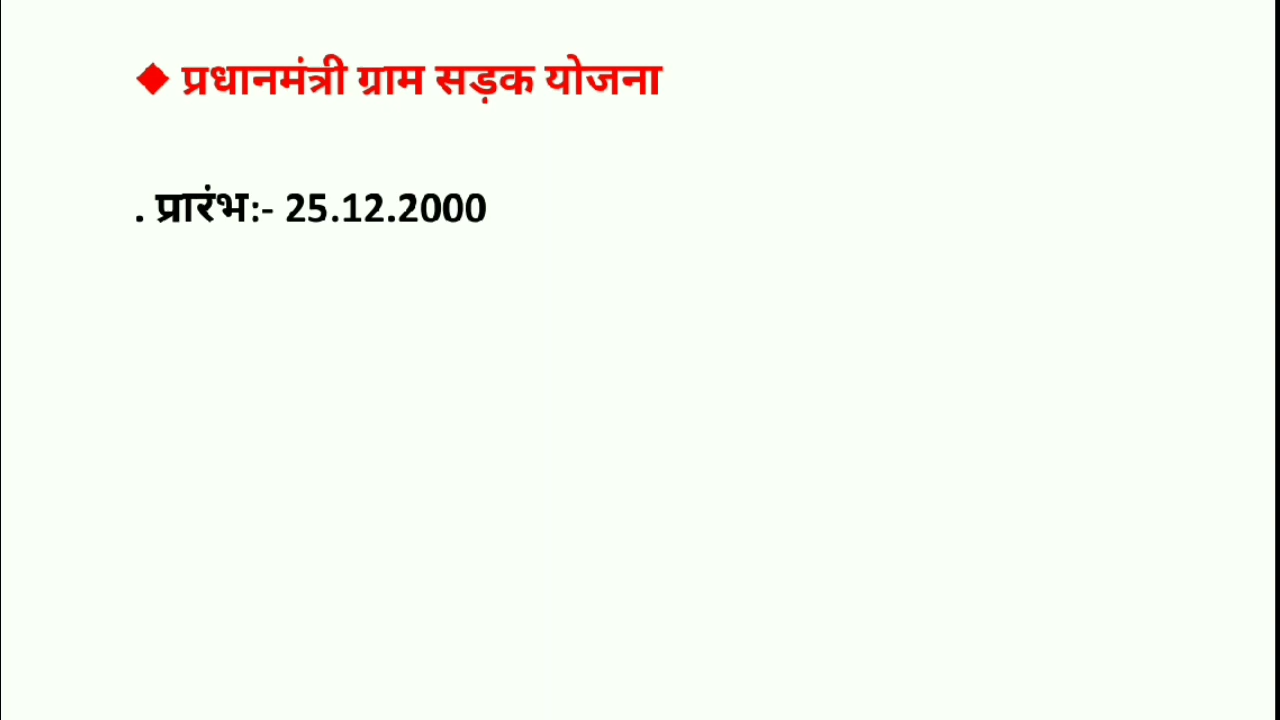 ◆ प्रधानमंत्री ग्राम सड़क योजना
. प्रारंभ:- 25.12.2000